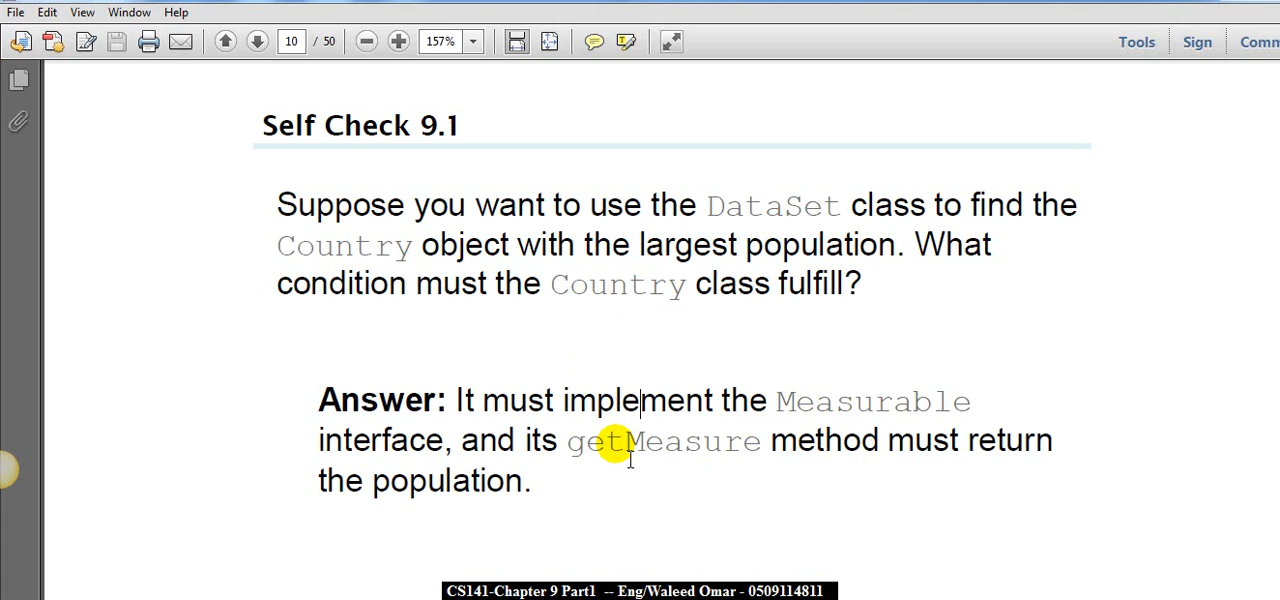 File Edit View Window Help
10 / 50 157% Tools Sign Comm
Self Check 9.1
Suppose you want to use the DataSet class to find the
Country object with the largest population. What
condition must the Country class fulfill?
Answer: It must implement the Measurable
interface, and its getMeasure method must return
the population.
CS141-Chapter 9 Part1 -- Eng/Waleed Omar - 0509114811